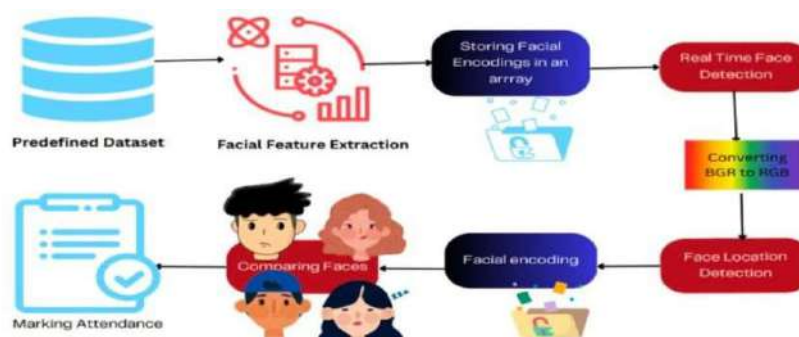 Storing Facial
Encodings in an
arrray
Real Time Face
Detection
Predefined Dataset
Facial Feature Extraction
Converting
BGR to RGB
Face Location
Detection
Facial encoding
Comparing Faces
Marking Attendance